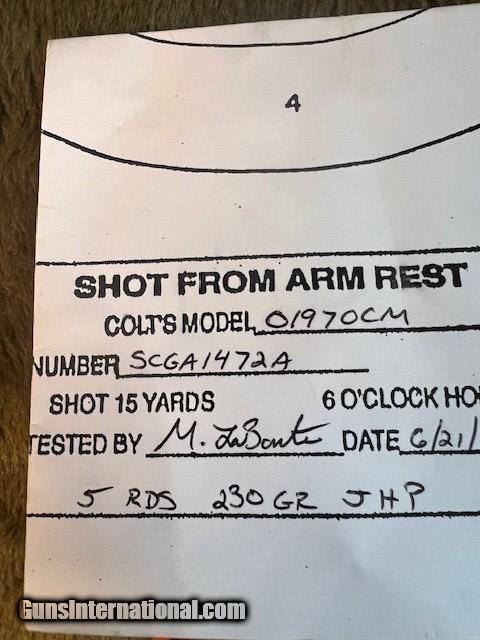 4
SHOT FROM ARM REST
COLT'S MODEL 01970CM
NUMBER SCGA1472A
SHOT 15 YARDS 6 O'CLOCK HO
TESTED BY M. LaBonte DATE 6/21/
5 RDS 230 GR JHP
GunsInternational.com